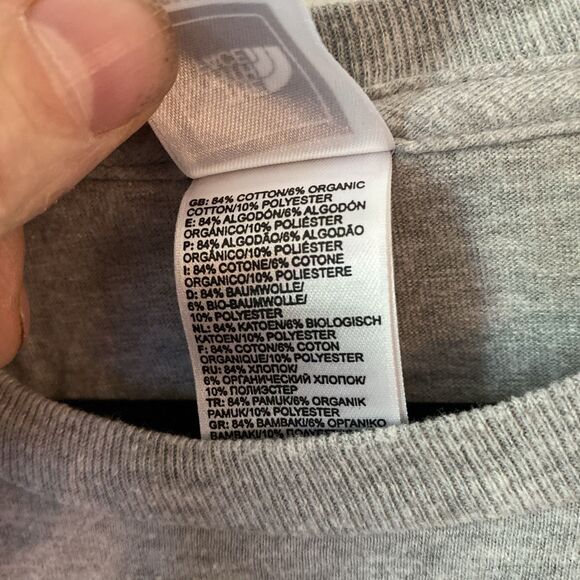 GB: 84% COTTON/6% ORGANIC
COTTON/10% POLYESTER
E: 84% ALGODÓN/6% ALGODÓN
ORGÁNICO/10% POLIÉSTER
P: 84% ALGODÃO/6% ALGODÃO
ORGÂNICO/10% POLIÉSTER
I: 84% COTONE/6% COTONE
ORGANICO/10% POLIESTERE
D: 84% BAUMWOLLE/
6% BIO-BAUMWOLLE/
10% POLYESTER
NL: 84% KATOEN/6% BIOLOGISCH
KATOEN/10% POLYESTER
F: 84% COTON/6% COTON
ORGANIQUE/10% POLYESTER
RU: 84% ХЛОПОК/
6% ОРГАНИЧЕСКИЙ ХЛОПОК/
10% ПОЛИЭСТЕР
TR: 84% PAMUK/6% ORGANIK
PAMUK/10% POLYESTER
GR: 84% ΒΑΜΒΑΚΙ/6% ΟΡΓΑΝΙΚΟ
ΒΑΜΒΑΚΙ/10%